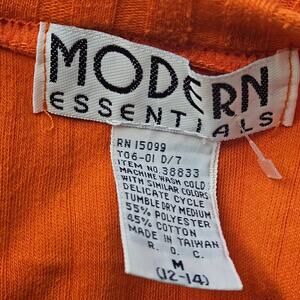 MODERN
ESSENTIALS
RN 15099
T06-01 D/7
ITEM NO. 38833
MACHINE WASH COLD
WITH SIMILAR COLORS
DELICATE CYCLE
TUMBLE DRY MEDIUM
55% POLYESTER
45% COTTON
MADE IN TAIWAN
R. O. C.
M
(12-14)